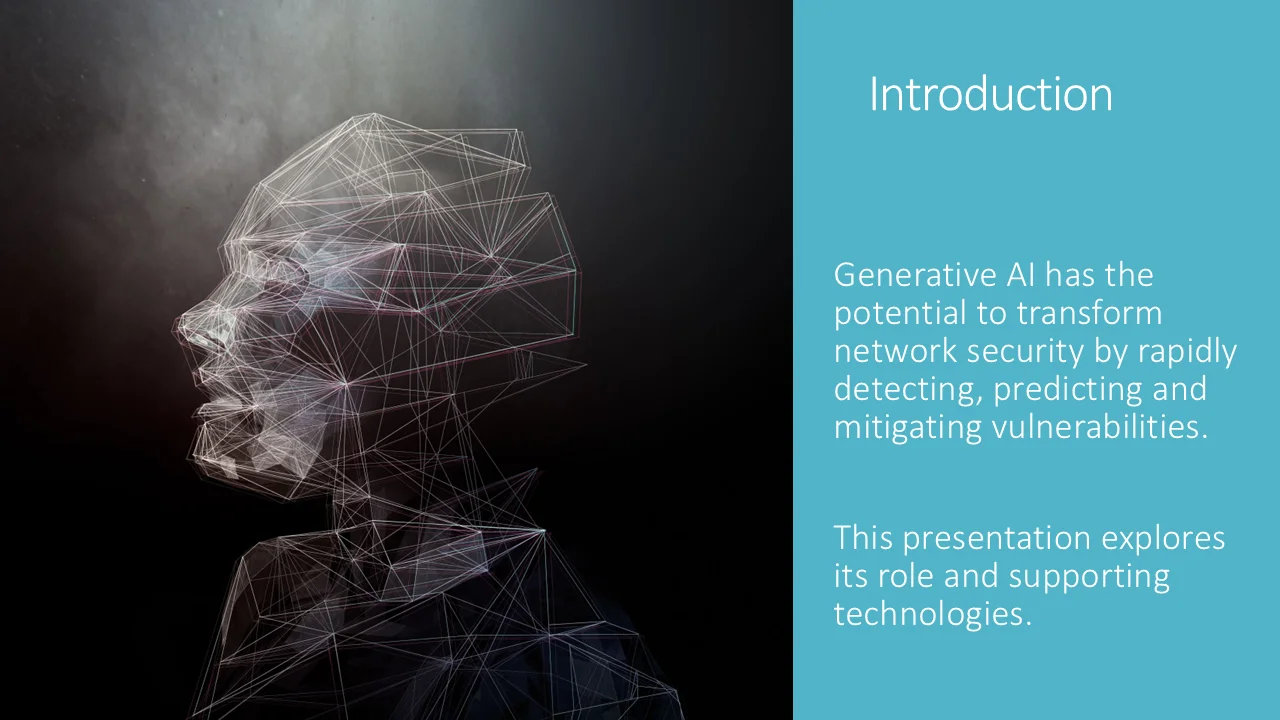 Introduction
Generative AI has the
potential to transform
network security by rapidly
detecting, predicting and
mitigating vulnerabilities.
This presentation explores
its role and supporting
technologies.